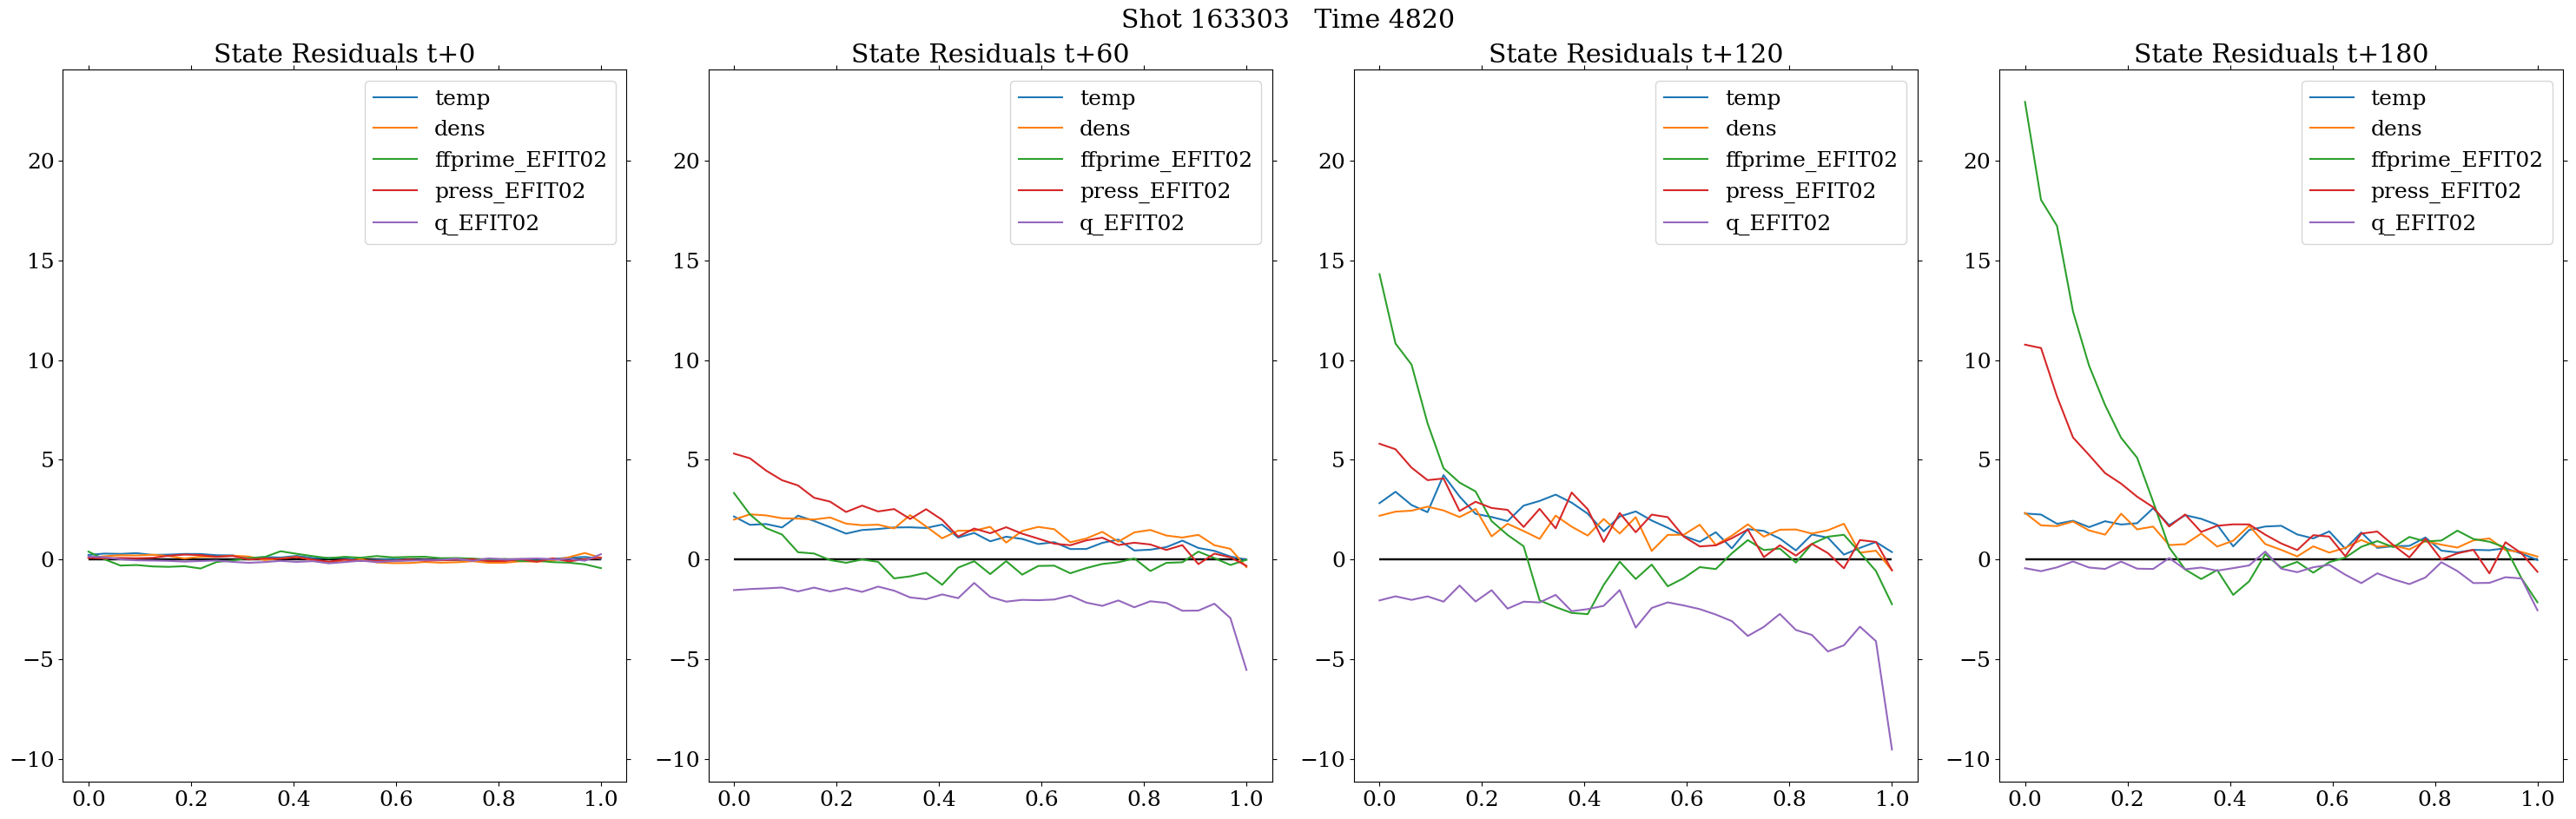 Shot 163303   Time 4820
State Residuals t+0
temp
dens
ffprime_EFIT02
press_EFIT02
q_EFIT02
20
15
10
5
0
−5
−10
0.0 0.2 0.4 0.6 0.8 1.0
State Residuals t+60
temp
dens
ffprime_EFIT02
press_EFIT02
q_EFIT02
20
15
10
5
0
−5
−10
0.0 0.2 0.4 0.6 0.8 1.0
State Residuals t+120
temp
dens
ffprime_EFIT02
press_EFIT02
q_EFIT02
20
15
10
5
0
−5
−10
0.0 0.2 0.4 0.6 0.8 1.0
State Residuals t+180
temp
dens
ffprime_EFIT02
press_EFIT02
q_EFIT02
20
15
10
5
0
−5
−10
0.0 0.2 0.4 0.6 0.8 1.0